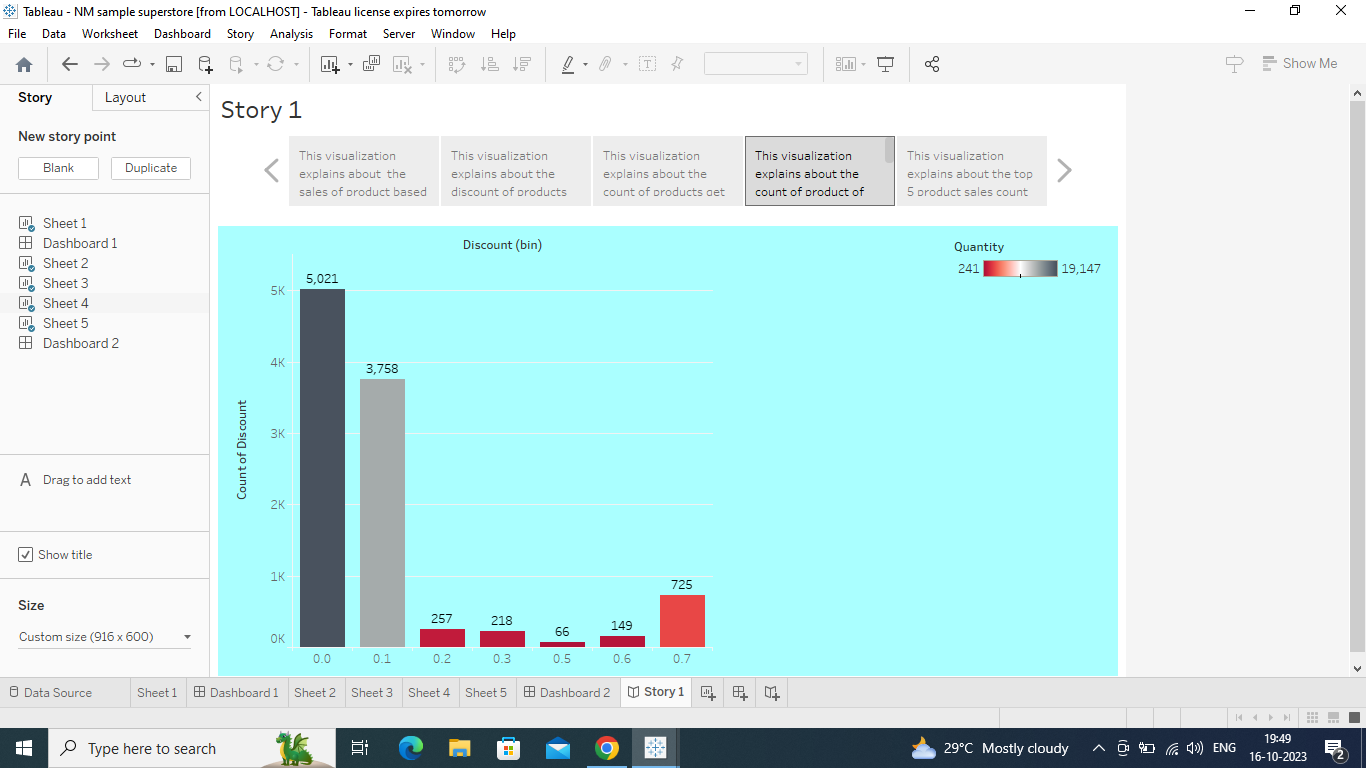 Tableau - NM sample superstore [from LOCALHOST] - Tableau license expires tomorrow
File Data Worksheet Dashboard Story Analysis Format Server Window Help
Show Me
Story Layout
New story point
Blank Duplicate
Sheet 1
Dashboard 1
Sheet 2
Sheet 3
Sheet 4
Sheet 5
Dashboard 2
A Drag to add text
Show title
Size
Custom size (916 x 600)
Story 1
This visualization
explains about the
sales of product based
This visualization
explains about the
discount of products
This visualization
explains about the
count of products get
This visualization
explains about the
count of product of
This visualization
explains about the top
5 product sales count
Discount (bin)
Quantity
241 19,147
Count of Discount
5K
4K
3K
2K
1K
0K
5,021
3,758
257
218
66
149
725
0.0 0.1 0.2 0.3 0.5 0.6 0.7
Data Source Sheet 1 Dashboard 1 Sheet 2 Sheet 3 Sheet 4 Sheet 5 Dashboard 2 Story 1
Type here to search
29°C Mostly cloudy
ENG
19:49
16-10-2023
2